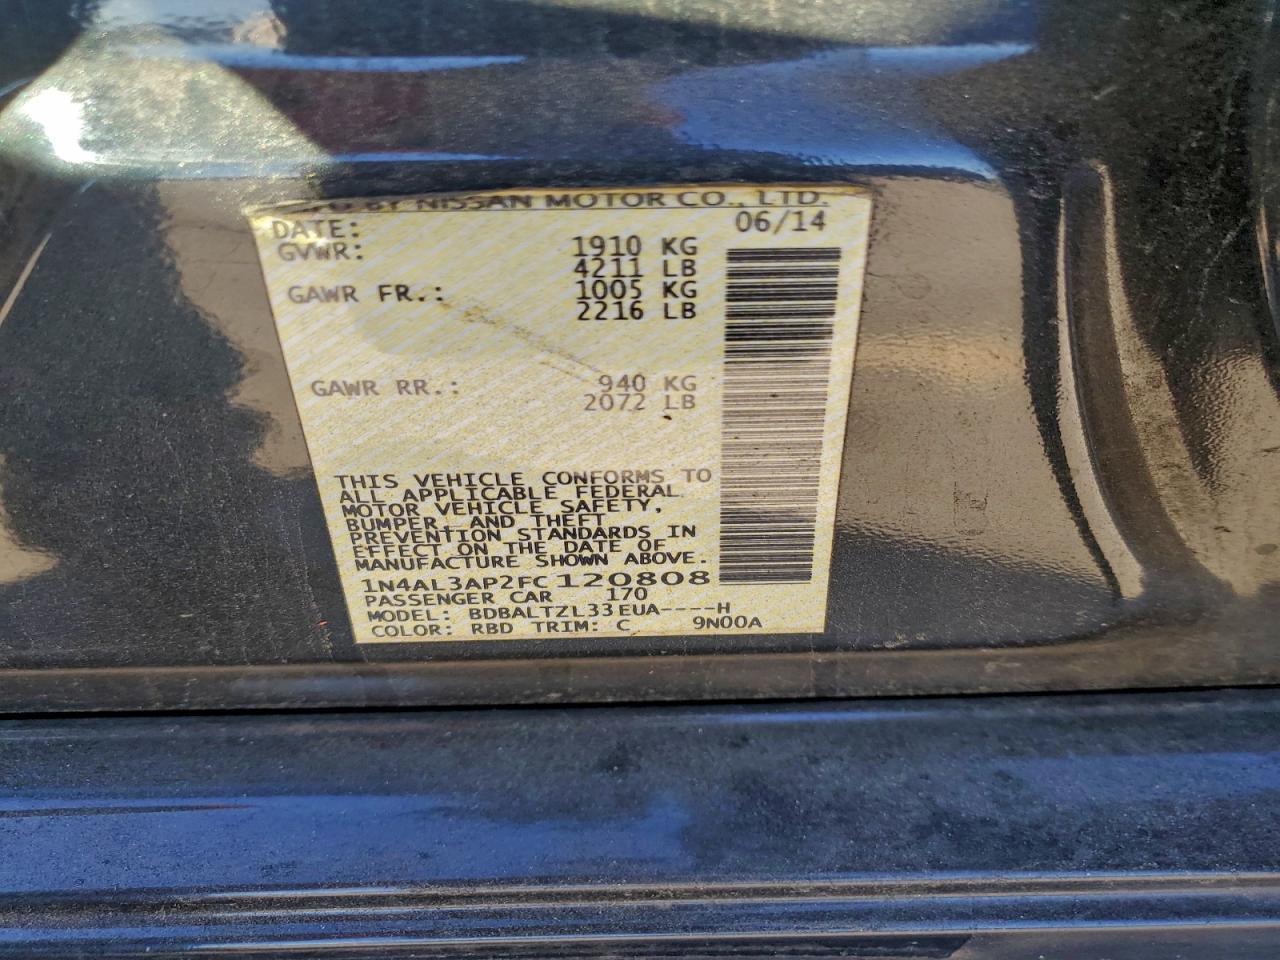 BY NISSAN MOTOR CO., LTD.
DATE: 06/14
GVWR: 1910 KG
4211 LB
GAWR FR.: 1005 KG
2216 LB
GAWR RR.: 940 KG
2072 LB
THIS VEHICLE CONFORMS TO
ALL APPLICABLE FEDERAL
MOTOR VEHICLE SAFETY,
BUMPER, AND THEFT
PREVENTION STANDARDS IN
EFFECT ON THE DATE OF
MANUFACTURE SHOWN ABOVE.
1N4AL3AP2FC120808
PASSENGER CAR 170
MODEL: BDBALTZL33EUA----H
COLOR: RBD TRIM: C 9N00A